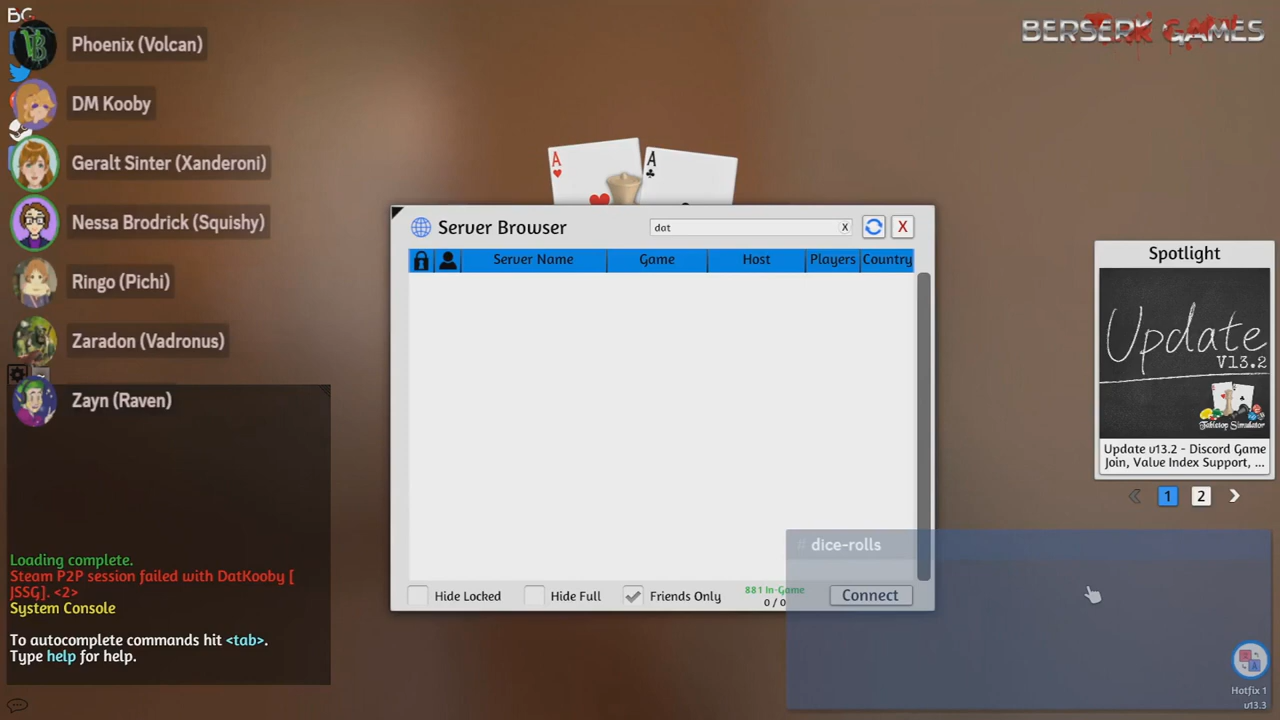 BG
Phoenix (Volcan)
DM Kooby
Geralt Sinter (Xanderoni)
Nessa Brodrick (Squishy)
Ringo (Pichi)
Zaradon (Vadronus)
Zayn (Raven)
Loading complete.
Steam P2P session failed with DatKooby [
JSSG]. <2>
System Console
To autocomplete commands hit <tab>.
Type help for help.
A
A
Server Browser
dat
X
X
Server Name
Game
Host
Players
Country
Hide Locked
Hide Full
Friends Only
881 In-Game
0 / 0
Connect
# dice-rolls
BERSERK GAMES
Spotlight
Update
V13.2
Tabletop Simulator
Update v13.2 - Discord Game
Join, Value Index Support, ...
1
2
Hotfix 1
v13.3